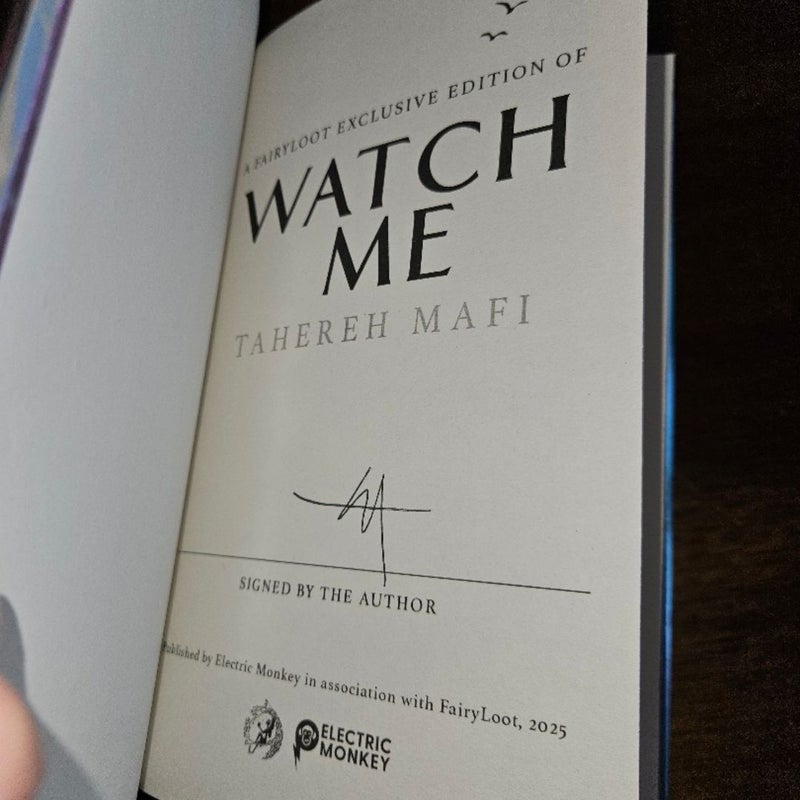 A FAIRYLOOT EXCLUSIVE EDITION OF
WATCH
ME
TAHEREH MAFI
SIGNED BY THE AUTHOR
Published by Electric Monkey in association with FairyLoot, 2025
ELECTRIC
MONKEY